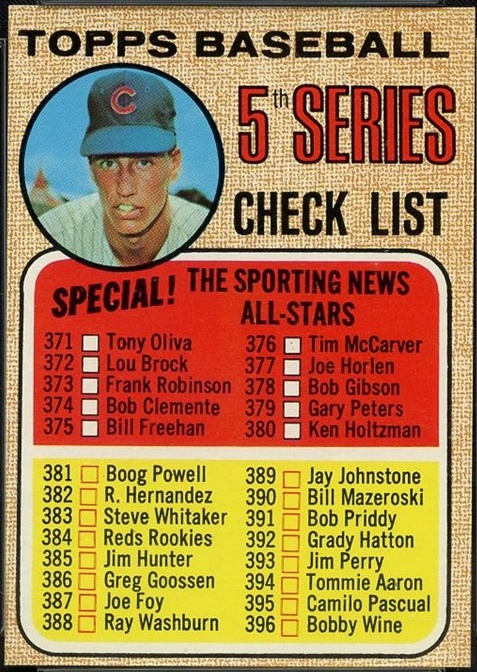 TOPPS BASEBALL
C
5th SERIES
CHECK LIST
SPECIAL! THE SPORTING NEWS
ALL-STARS
371 Tony Oliva
372 Lou Brock
373 Frank Robinson
374 Bob Clemente
375 Bill Freehan
376 Tim McCarver
377 Joe Horlen
378 Bob Gibson
379 Gary Peters
380 Ken Holtzman
381 Boog Powell
382 R. Hernandez
383 Steve Whitaker
384 Reds Rookies
385 Jim Hunter
386 Greg Goossen
387 Joe Foy
388 Ray Washburn
389 Jay Johnstone
390 Bill Mazeroski
391 Bob Priddy
392 Grady Hatton
393 Jim Perry
394 Tommie Aaron
395 Camilo Pascual
396 Bobby Wine